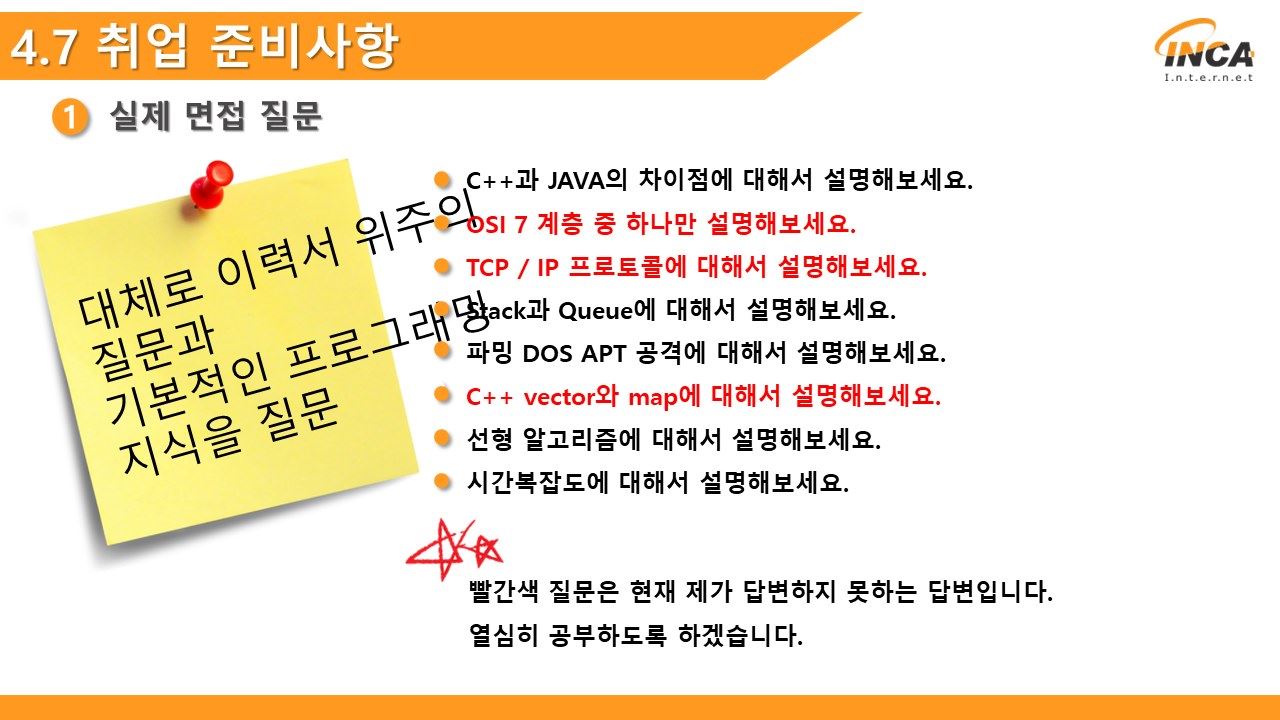 4.7 취업 준비사항
INCA
I.n.t.e.r.n.e.t
1 실제 면접 질문
대체로 이력서 위주의
질문과
기본적인 프로그래밍
지식을 질문
C++과 JAVA의 차이점에 대해서 설명해보세요.
OSI 7 계층 중 하나만 설명해보세요.
TCP / IP 프로토콜에 대해서 설명해보세요.
Stack과 Queue에 대해서 설명해보세요.
파밍 DOS APT 공격에 대해서 설명해보세요.
C++ vector와 map에 대해서 설명해보세요.
선형 알고리즘에 대해서 설명해보세요.
시간복잡도에 대해서 설명해보세요.
빨간색 질문은 현재 제가 답변하지 못하는 답변입니다.
열심히 공부하도록 하겠습니다.